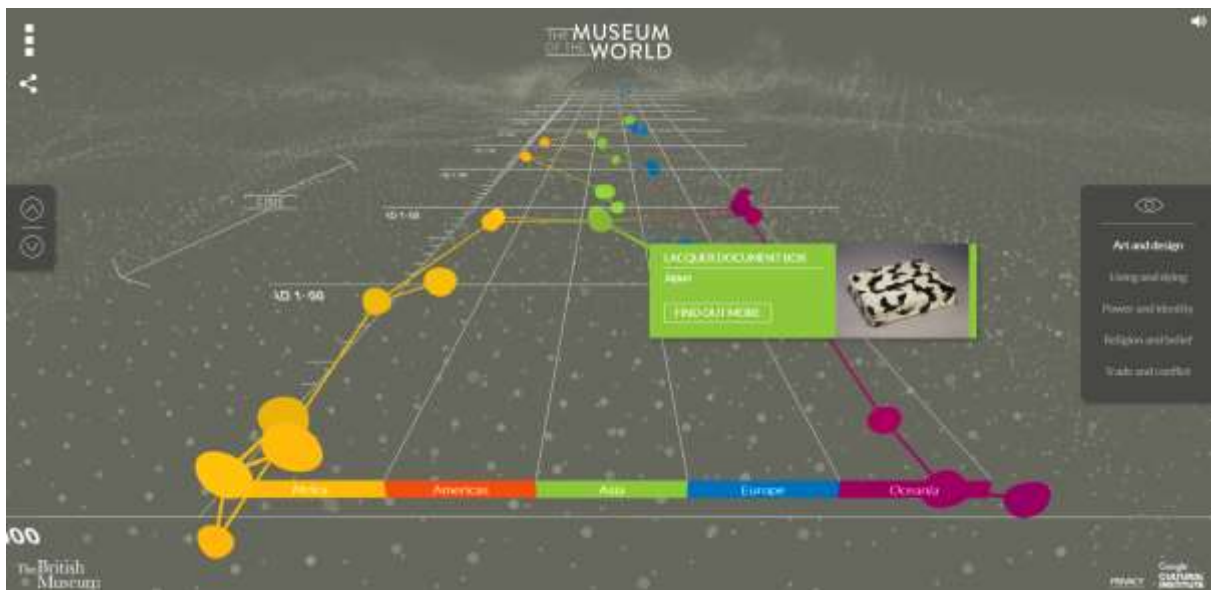 THE MUSEUM
OF THE WORLD
AD 1-50
LACQUER DOCUMENT BOX
Japan
FIND OUT MORE
AD 1-50
Art and design
Living and dying
Power and identity
Religion and belief
Trade and conflict
Africa
Americas
Asia
Europe
Oceania
The British
Museum
PRIVACY
Google
CULTURAL
INSTITUTE